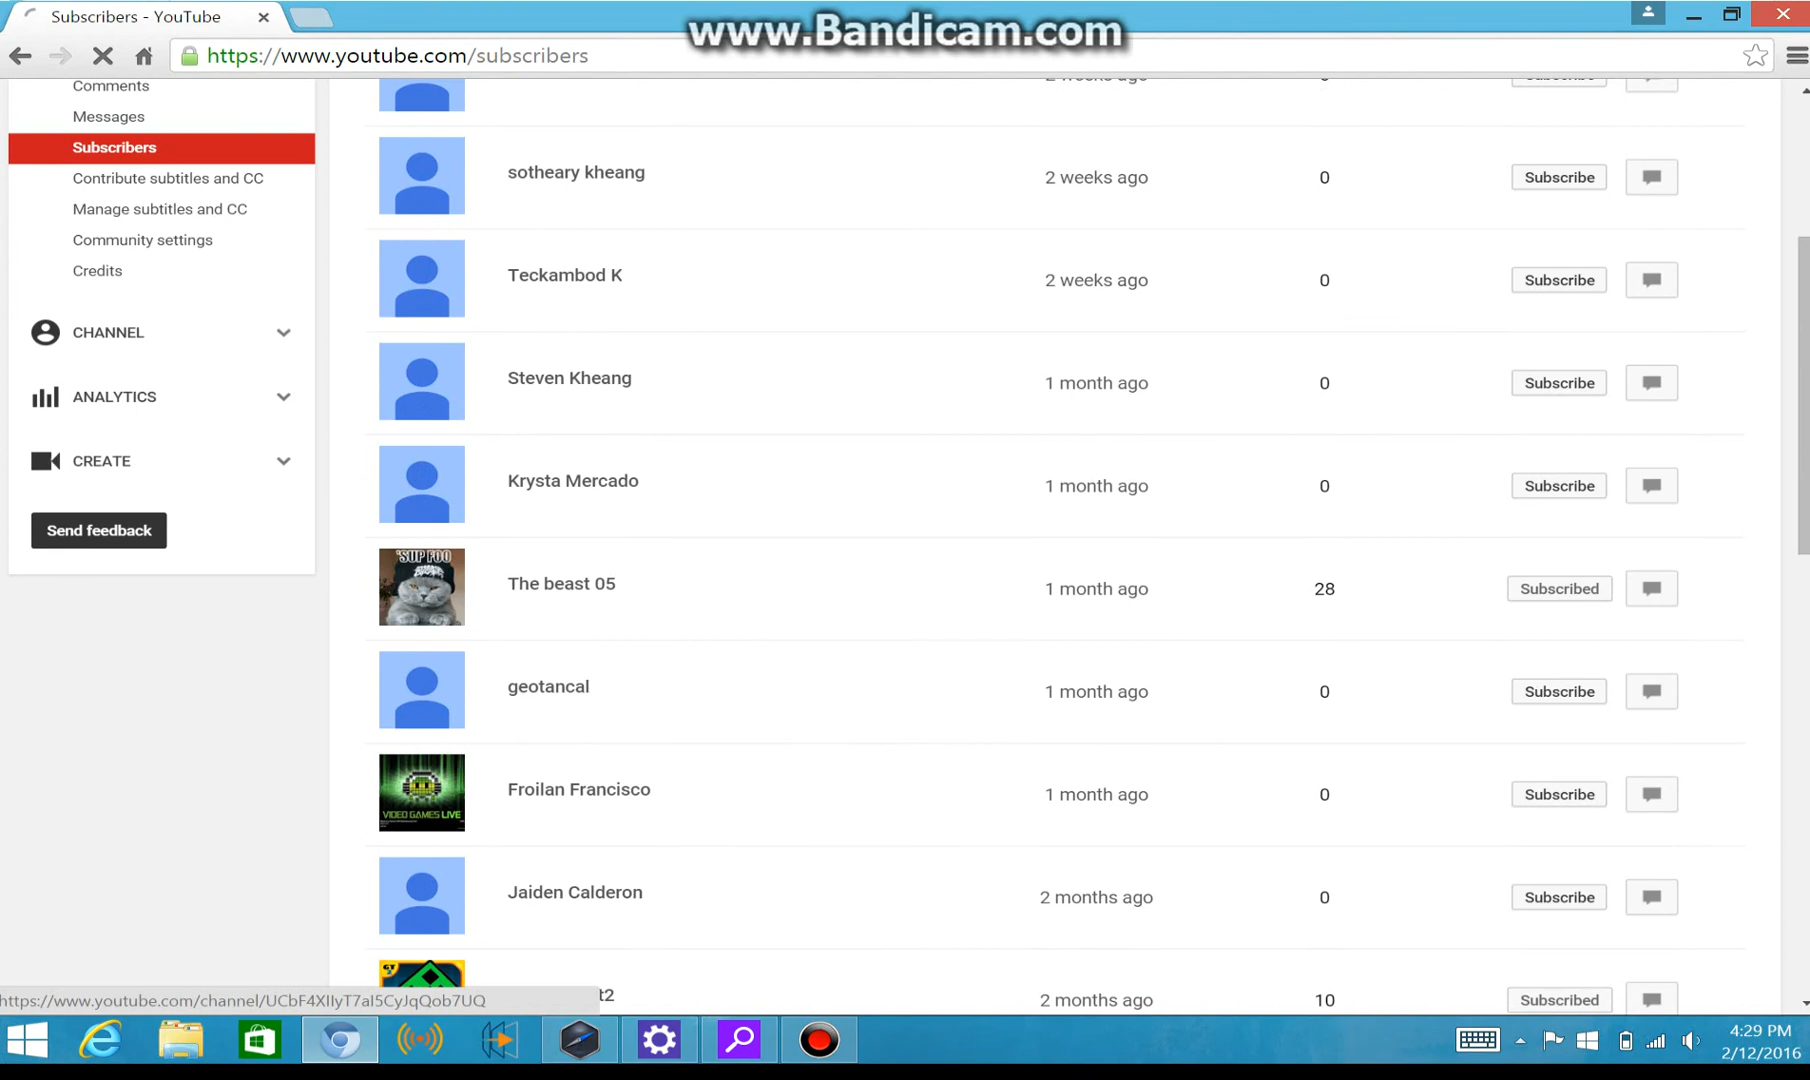 Subscribers - YouTube
www.Bandicam.com
https://www.youtube.com/subscribers
Comments
Messages
Subscribers
Contribute subtitles and CC
Manage subtitles and CC
Community settings
Credits
CHANNEL
ANALYTICS
CREATE
Send feedback
2 weeks ago
sotheary kheang 2 weeks ago 0 Subscribe
Teckambod K 2 weeks ago 0 Subscribe
Steven Kheang 1 month ago 0 Subscribe
Krysta Mercado 1 month ago 0 Subscribe
'SUP FOO
The beast 05 1 month ago 28 Subscribed
geotancal 1 month ago 0 Subscribe
VIDEO GAMES LIVE
Froilan Francisco 1 month ago 0 Subscribe
Jaiden Calderon 2 months ago 0 Subscribe
t2 2 months ago 10 Subscribed
https://www.youtube.com/channel/UCbF4XIIyT7aI5CyJqQob7UQ
4:29 PM
2/12/2016